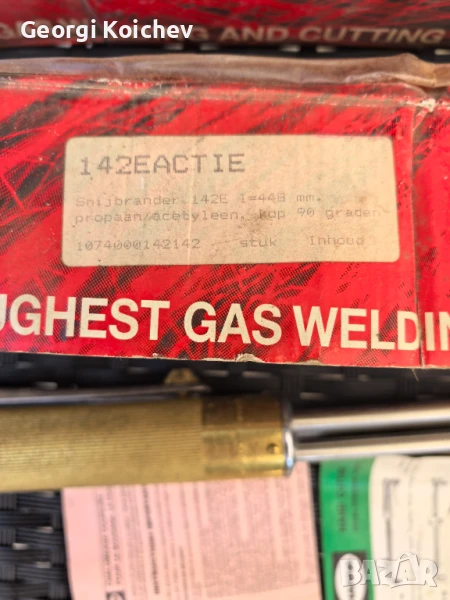 Georgi Koichev
G AND CUTTING
142EACTIE
Snijbrander 142E I=448 mm.
propaan/acetyleen, kop 90 graden
1074000142142 stuk Inhoud
UGHEST GAS WELDIN
BAZAR